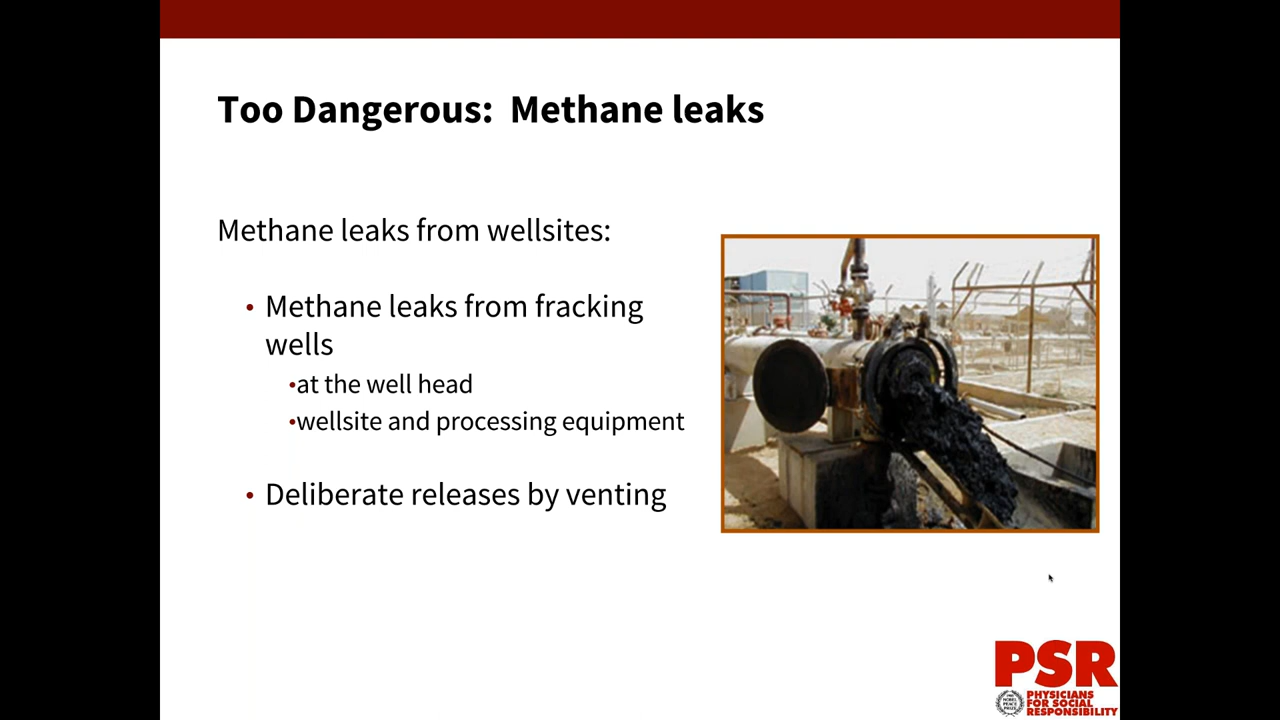 Too Dangerous:  Methane leaks
Methane leaks from wellsites:
• Methane leaks from fracking
wells
•at the well head
•wellsite and processing equipment
• Deliberate releases by venting
PSR
PHYSICIANS
FOR SOCIAL
RESPONSIBILITY